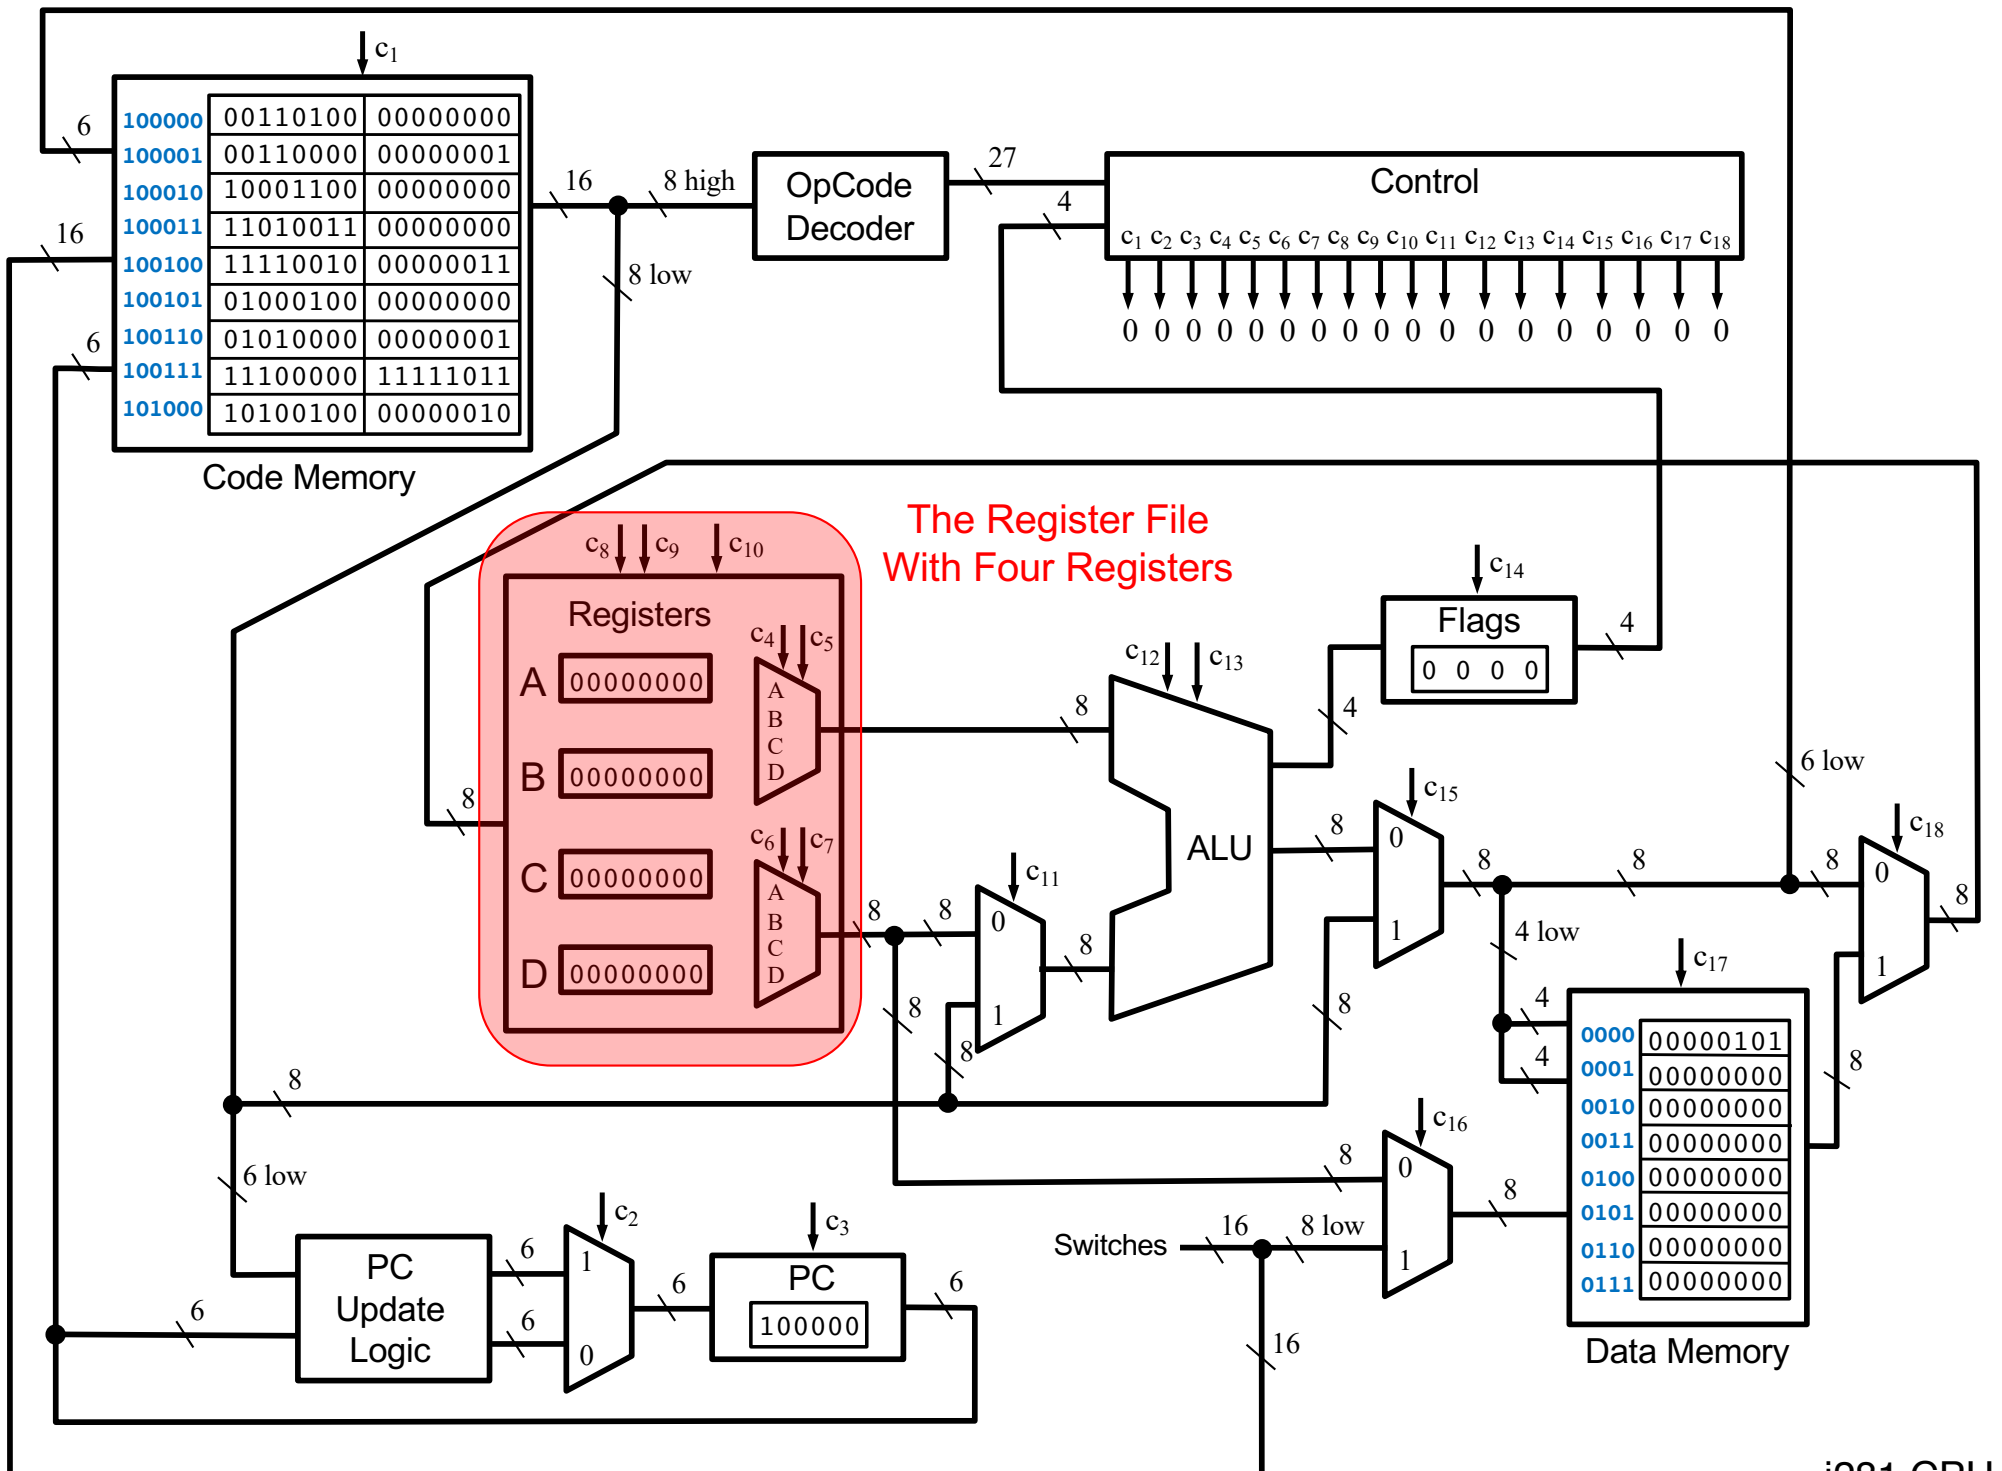 c1
100000 00110100 00000000
100001 00110000 00000001
100010 10001100 00000000
100011 11010011 00000000
100100 11110010 00000011
100101 01000100 00000000
100110 01010000 00000001
100111 11100000 11111011
101000 10100100 00000010
Code Memory
6
16
6
16
8 high
8 low
OpCode
Decoder
27
4
Control
c1 c2 c3 c4 c5 c6 c7 c8 c9 c10 c11 c12 c13 c14 c15 c16 c17 c18
0 0 0 0 0 0 0 0 0 0 0 0 0 0 0 0 0 0
The Register File
With Four Registers
c8 c9 c10
Registers
A 00000000
B 00000000
C 00000000
D 00000000
c4 c5
A
B
C
D
c6 c7
A
B
C
D
8
8
8
8
8
c11
0
1
8
8
c12 c13
ALU
4
c14
Flags
0 0 0 0
4
8
c15
0
1
8
8
8
6 low
8
c18
0
1
8
4 low
4
4
c17
0000 00000101
0001 00000000
0010 00000000
0011 00000000
0100 00000000
0101 00000000
0110 00000000
0111 00000000
Data Memory
8
8
6 low
PC
Update
Logic
6
6
6
c2
1
0
6
c3
PC
100000
6
Switches
16
8 low
16
8
c16
0
1
8